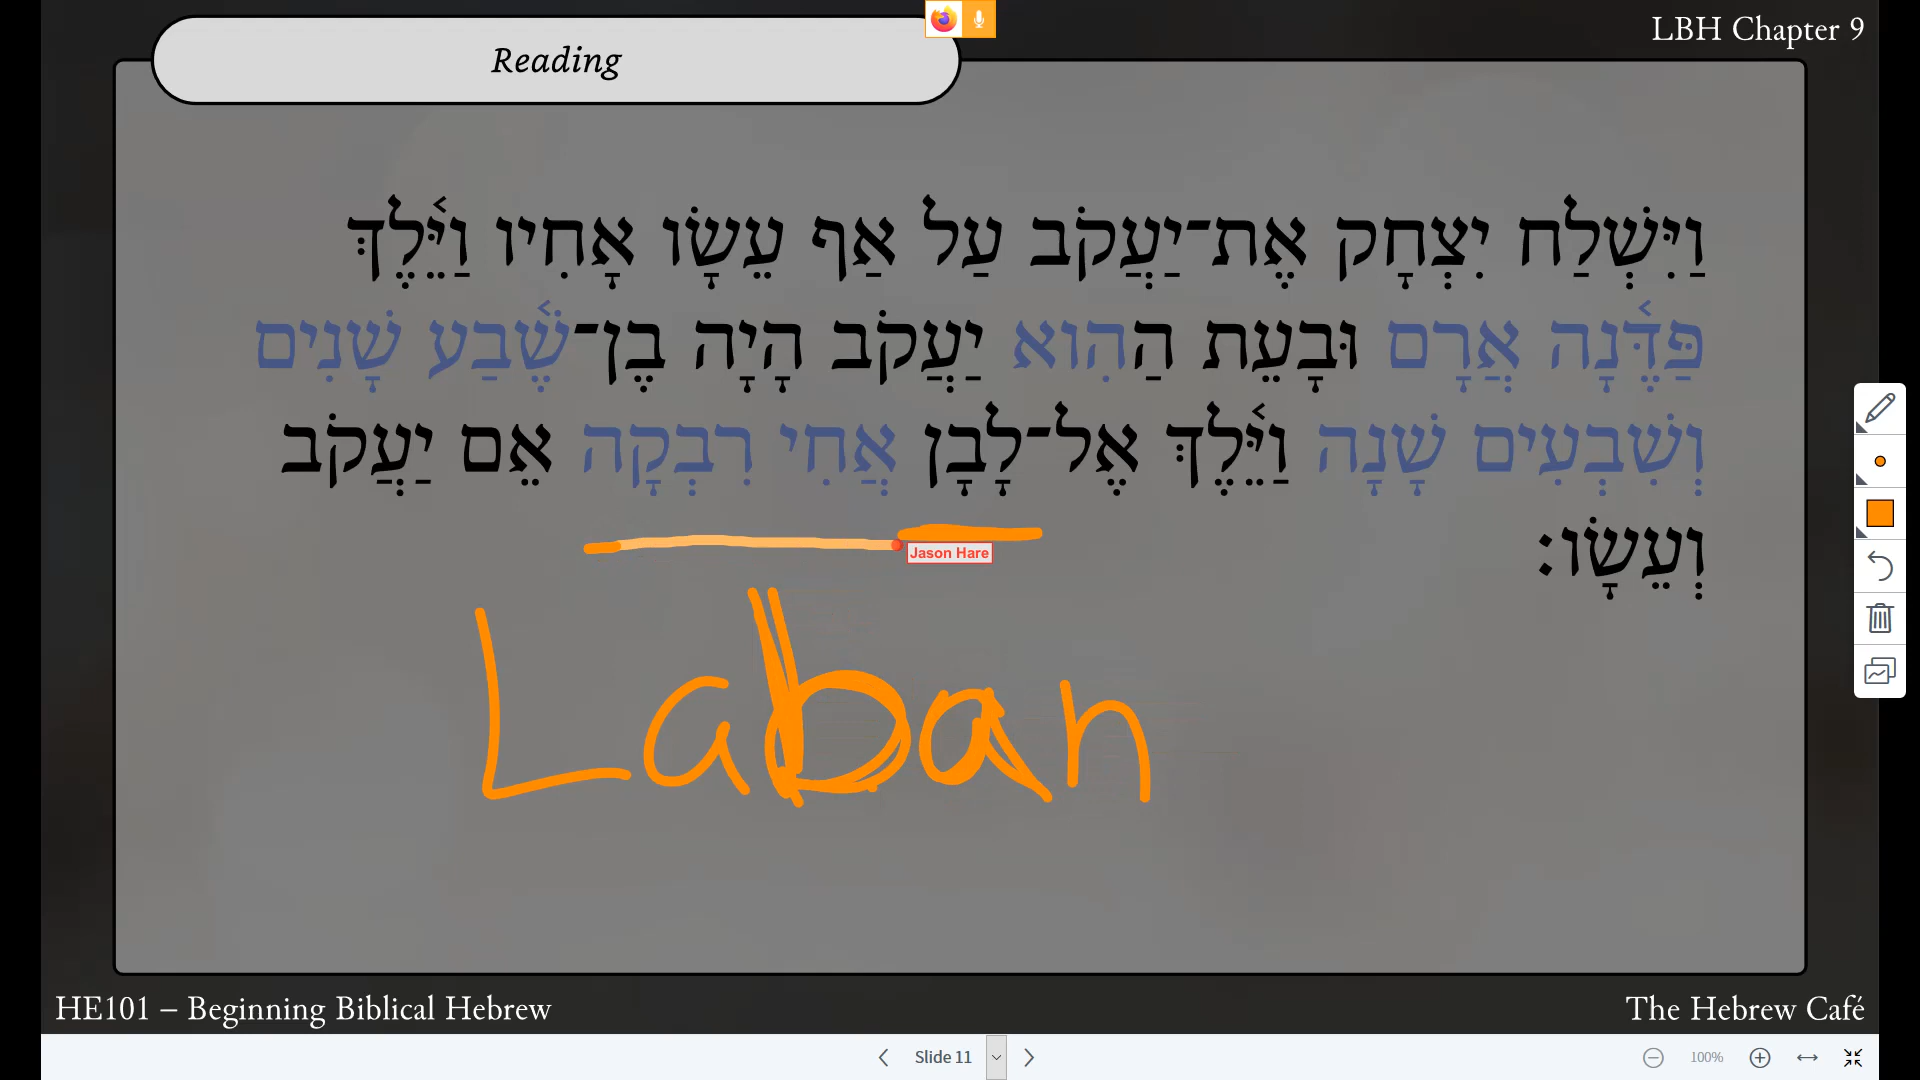 Reading
LBH Chapter 9
וַיִּשְׁלַח יִצְחָק אֶת־יַעֲקֹב עַל אַף עֵשָׂו אָחִיו וַיֵּ֫לֶךְ
פַּדֶּ֫נָה אֲרָם וּבָעֵת הַהִוא יַעֲקֹב הָיָה בֶן־שֶׁ֫בַע שָׁנִים
וְשִׁבְעִים שָׁנָה וַיֵּ֫לֶךְ אֶל־לָבָן אֲחִי רִבְקָה אֵם יַעֲקֹב
וְעֵשָׂו׃
Jason Hare
Laban
HE101 – Beginning Biblical Hebrew
The Hebrew Café
Slide 11
100%